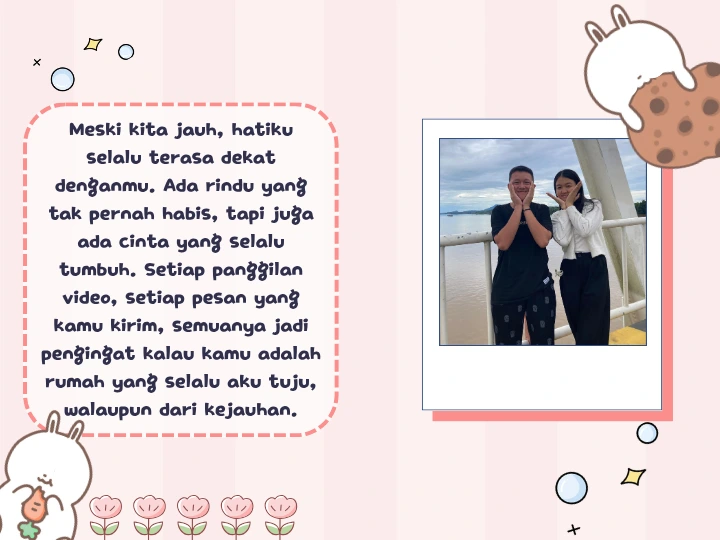 Meski kita jauh, hatiku
selalu terasa dekat
denganmu. Ada rindu yang
tak pernah habis, tapi juga
ada cinta yang selalu
tumbuh. Setiap panggilan
video, setiap pesan yang
kamu kirim, semuanya jadi
pengingat kalau kamu adalah
rumah yang selalu aku tuju,
walaupun dari kejauhan.